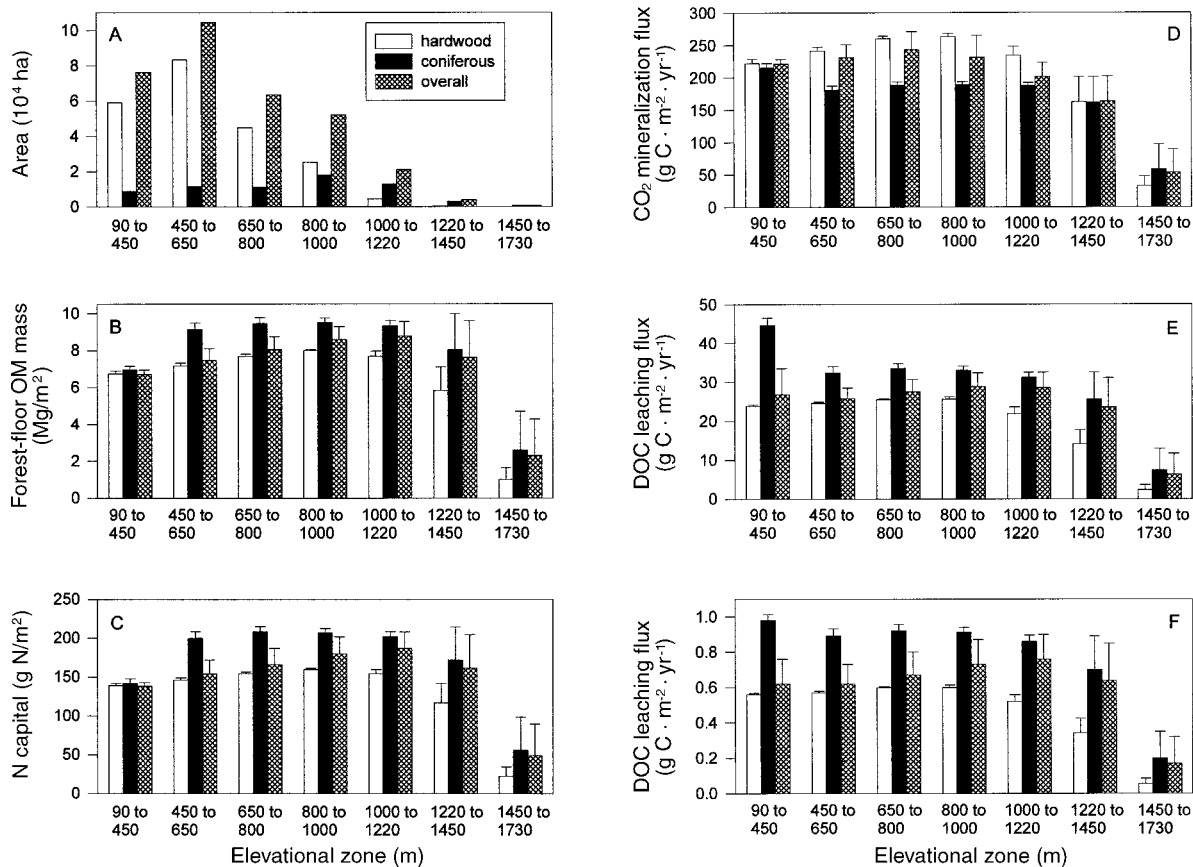 A
Area (10⁴ ha)
10
8
6
4
2
0
hardwood
coniferous
overall
90 to 450 to 650 to 800 to 1000 to 1220 to 1450 to
450 650 800 1000 1220 1450 1730
B
Forest-floor OM mass
(Mg/m²)
10
8
6
4
2
0
90 to 450 to 650 to 800 to 1000 to 1220 to 1450 to
450 650 800 1000 1220 1450 1730
C
N capital (g N/m²)
250
200
150
100
50
0
90 to 450 to 650 to 800 to 1000 to 1220 to 1450 to
450 650 800 1000 1220 1450 1730
Elevational zone (m)
D
CO₂ mineralization flux
(g C · m⁻² · yr⁻¹)
300
250
200
150
100
50
0
90 to 450 to 650 to 800 to 1000 to 1220 to 1450 to
450 650 800 1000 1220 1450 1730
E
DOC leaching flux
(g C · m⁻² · yr⁻¹)
50
40
30
20
10
0
90 to 450 to 650 to 800 to 1000 to 1220 to 1450 to
450 650 800 1000 1220 1450 1730
F
DOC leaching flux
(g C · m⁻² · yr⁻¹)
1.0
0.8
0.6
0.4
0.2
0.0
90 to 450 to 650 to 800 to 1000 to 1220 to 1450 to
450 650 800 1000 1220 1450 1730
Elevational zone (m)